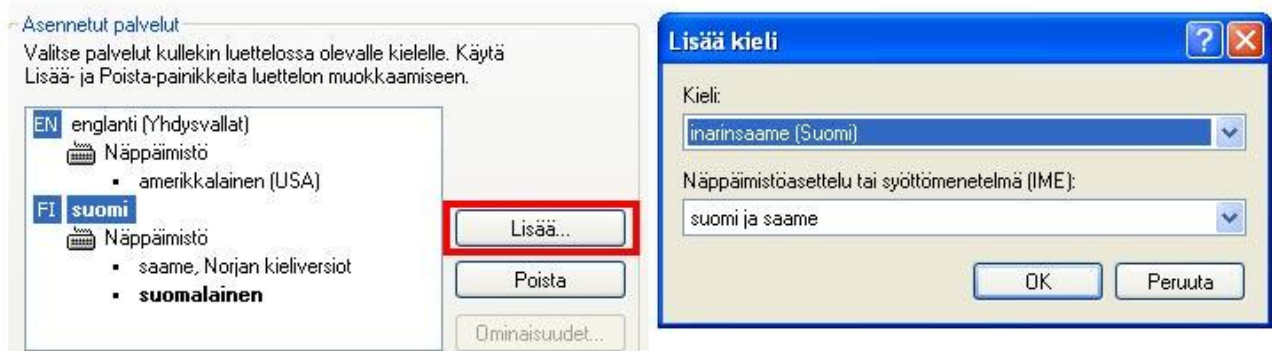 Asennetut palvelut
Valitse palvelut kullekin luettelossa olevalle kielelle. Käytä
Lisää- ja Poista-painikkeita luettelon muokkaamiseen.
EN englanti (Yhdysvallat)
Näppäimistö
▪ amerikkalainen (USA)
FI suomi
Näppäimistö
▪ saame, Norjan kieliversiot
▪ suomalainen
Lisää...
Poista
Ominaisuudet...
Lisää kieli
Kieli:
inarinsaame (Suomi)
Näppäimistöasettelu tai syöttömenetelmä (IME):
suomi ja saame
OK Peruuta